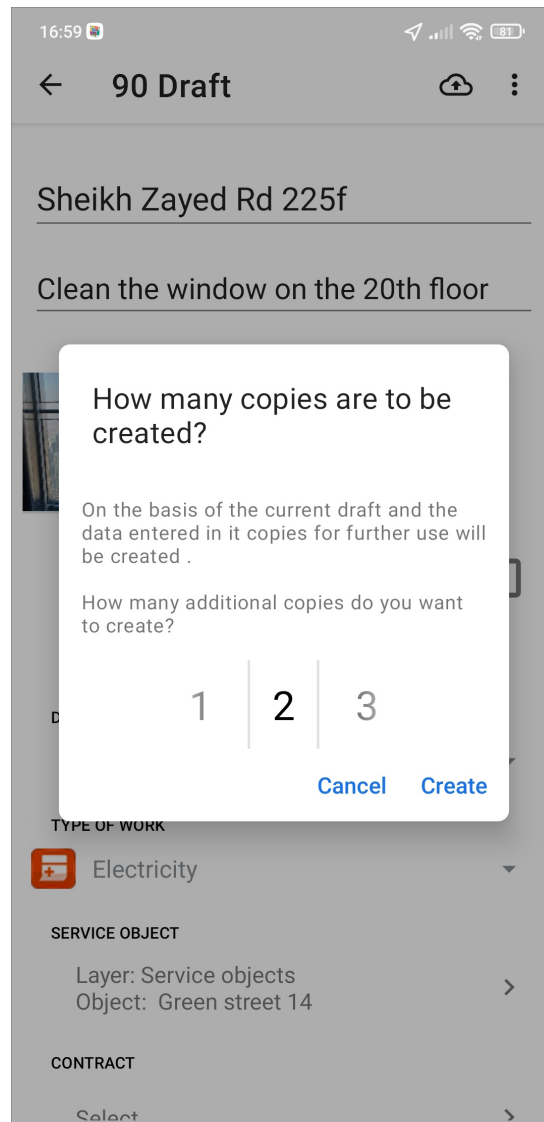 16:59
81
90 Draft
Sheikh Zayed Rd 225f
Clean the window on the 20th floor
How many copies are to be
created?
On the basis of the current draft and the
data entered in it copies for further use will
be created .
How many additional copies do you want
to create?
1 2 3
Cancel Create
TYPE OF WORK
Electricity
SERVICE OBJECT
Layer: Service objects
Object: Green street 14
CONTRACT
Select